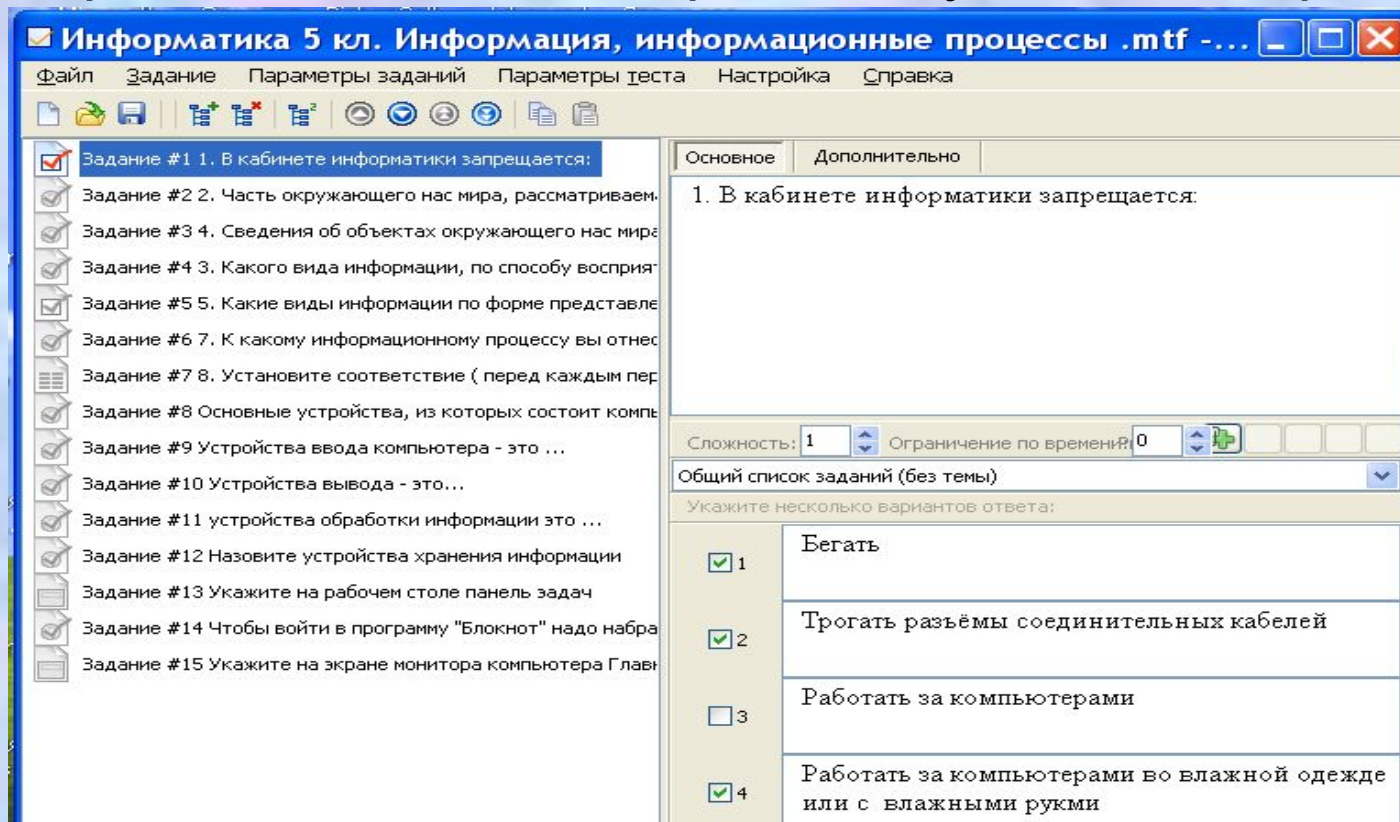 Информатика 5 кл. Информация, информационные процессы .mtf -...
Файл Задание Параметры заданий Параметры теста Настройка Справка
Задание #1 1. В кабинете информатики запрещается:
Задание #2 2. Часть окружающего нас мира, рассматриваем
Задание #3 4. Сведения об объектах окружающего нас мира
Задание #4 3. Какого вида информации, по способу восприят
Задание #5 5. Какие виды информации по форме представле
Задание #6 7. К какому информационному процессу вы отнес
Задание #7 8. Установите соответствие ( перед каждым пер
Задание #8 Основные устройства, из которых состоит компь
Задание #9 Устройства ввода компьютера - это ...
Задание #10 Устройства вывода - это...
Задание #11 устройства обработки информации это ...
Задание #12 Назовите устройства хранения информации
Задание #13 Укажите на рабочем столе панель задач
Задание #14 Чтобы войти в программу "Блокнот" надо набра
Задание #15 Укажите на экране монитора компьютера Главн
Основное Дополнительно
1. В кабинете информатики запрещается:
Сложность: 1 Ограничение по времени 0
Общий список заданий (без темы)
Укажите несколько вариантов ответа:
1 Бегать
2 Трогать разъёмы соединительных кабелей
3 Работать за компьютерами
4 Работать за компьютерами во влажной одежде
или с влажными рукми